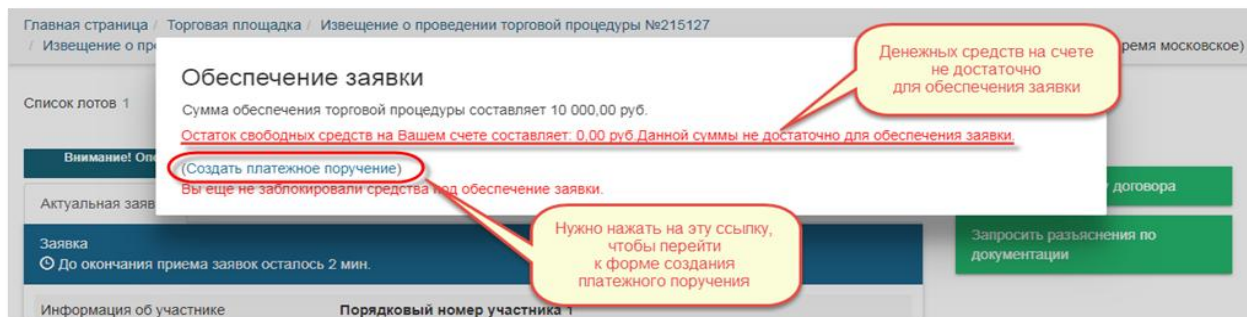 Главная страница / Торговая площадка / Извещение о проведении торговой процедуры №215127
/ Извещение о про
ремя московское)
Денежных средств на счете
не достаточно
для обеспечения заявки
Обеспечение заявки
Список лотов 1
Сумма обеспечения торговой процедуры составляет 10 000,00 руб.
Остаток свободных средств на Вашем счете составляет: 0,00 руб.Данной суммы не достаточно для обеспечения заявки.
Внимание! Опе
(Создать платежное поручение)
Вы еще не заблокировали средства под обеспечение заявки.
договора
Актуальная заяв
Нужно нажать на эту ссылку,
чтобы перейти
к форме создания
платежного поручения
Заявка
До окончания приема заявок осталось 2 мин.
Запросить разъяснения по
документации
Информация об участнике
Порядковый номер участника 1